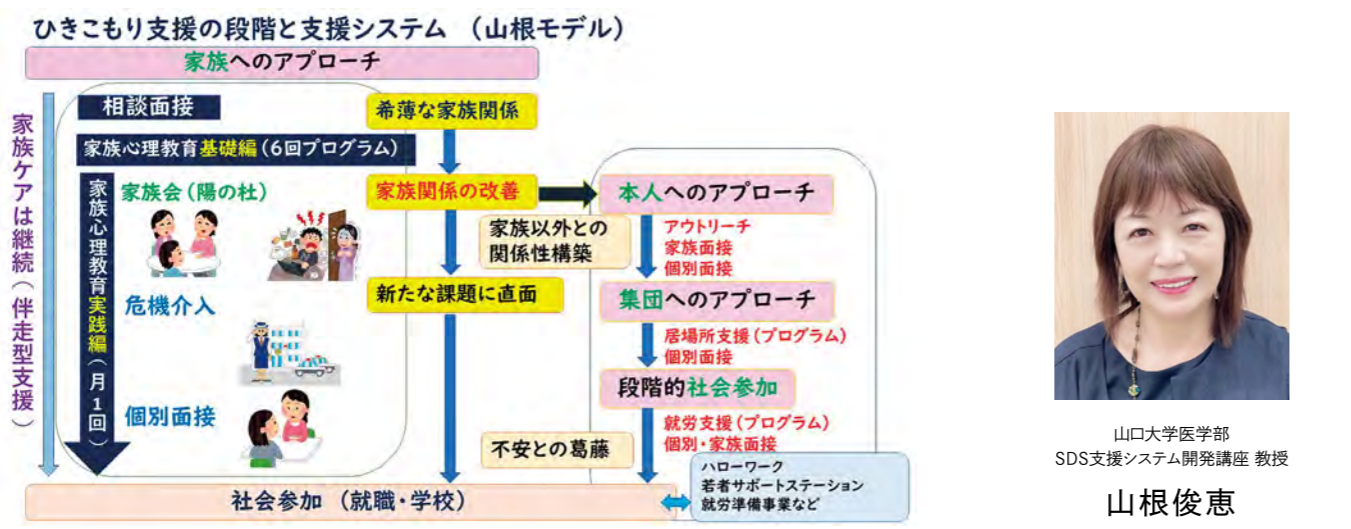 ひきこもり支援の段階と支援システム (山根モデル)
家族へのアプローチ
家族ケアは継続(伴走型支援)
相談面接
家族心理教育基礎編(6回プログラム)
家族心理教育実践編(月1回)
家族会(陽の杜)
危機介入
個別面接
希薄な家族関係
家族関係の改善
家族以外との
関係性構築
新たな課題に直面
不安との葛藤
本人へのアプローチ
アウトリーチ
家族面接
個別面接
集団へのアプローチ
居場所支援(プログラム)
個別面接
段階的社会参加
就労支援(プログラム)
個別・家族面接
ハローワーク
若者サポートステーション
就労準備事業など
社会参加 (就職・学校)
山口大学医学部
SDS支援システム開発講座 教授
山根俊恵